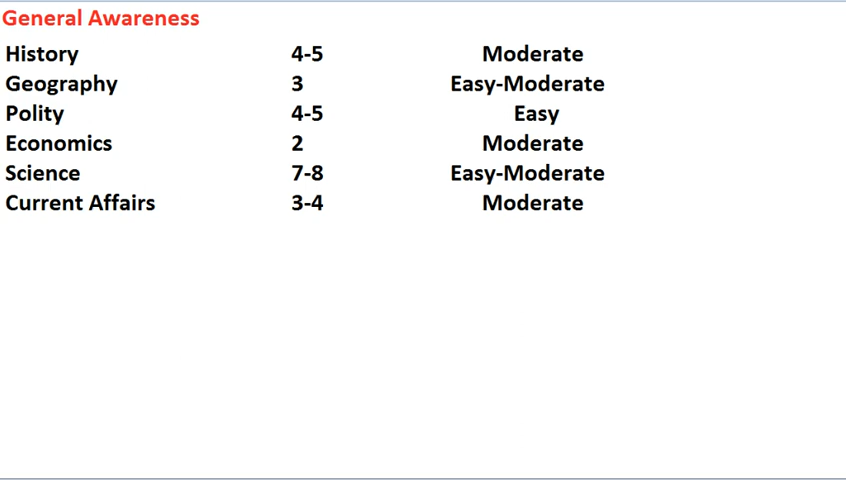 General Awareness
History 4-5 Moderate
Geography 3 Easy-Moderate
Polity 4-5 Easy
Economics 2 Moderate
Science 7-8 Easy-Moderate
Current Affairs 3-4 Moderate